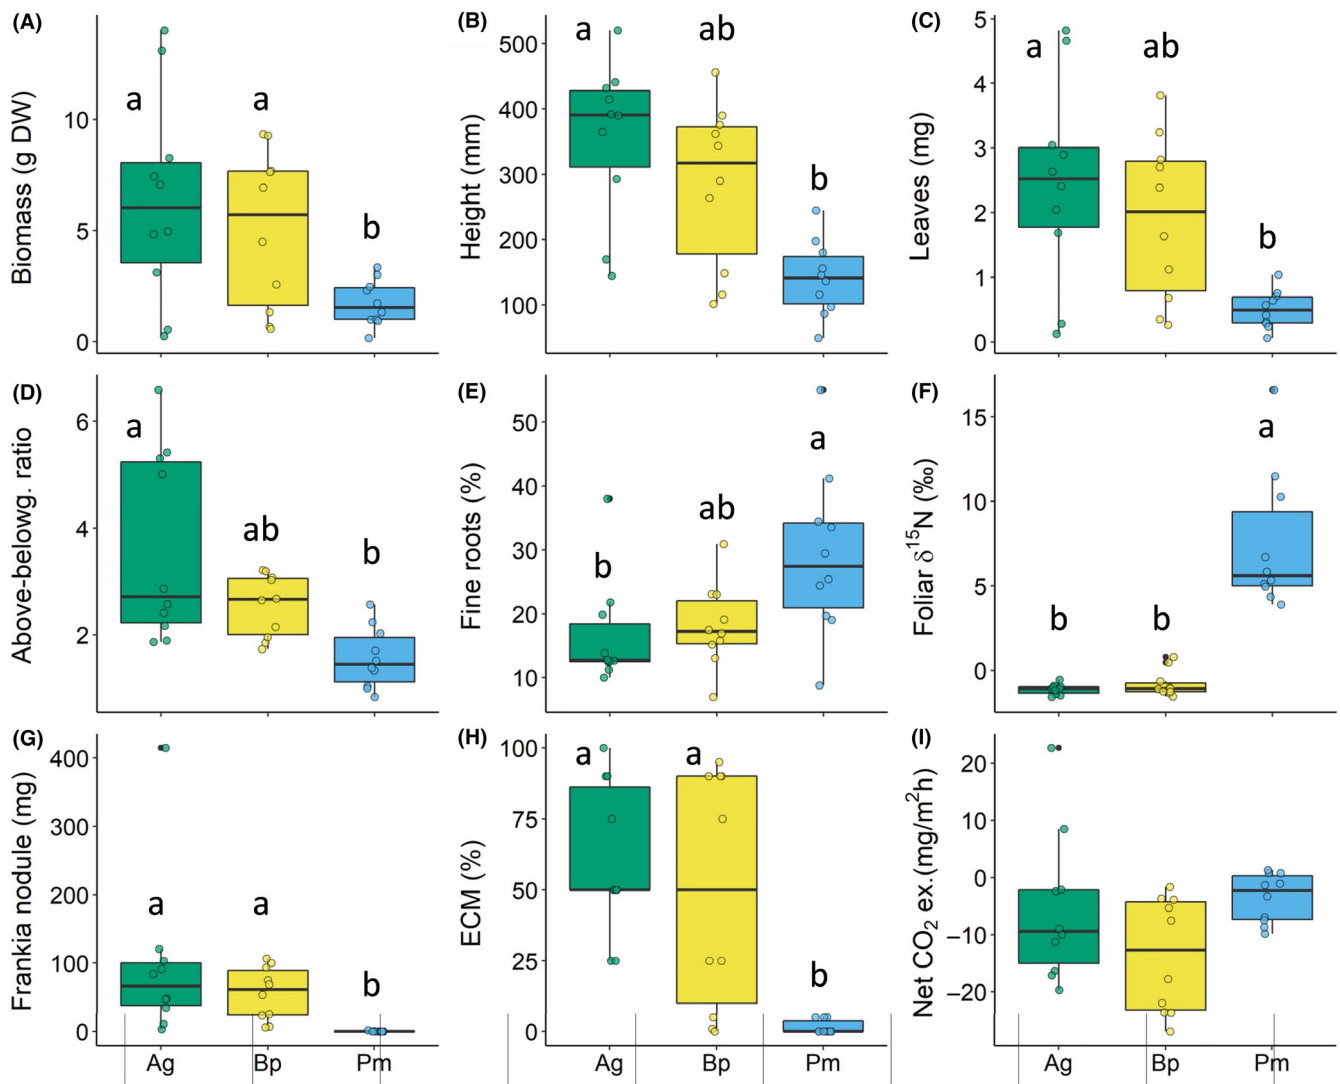 (A)
Biomass (g DW)
10
5
0
a
a
b
(B)
Height (mm)
500
400
300
200
100
a
ab
b
(C)
Leaves (mg)
5
4
3
2
1
0
a
ab
b
(D)
Above-belowg. ratio
6
4
2
a
ab
b
(E)
Fine roots (%)
50
40
30
20
10
b
ab
a
(F)
Foliar δ¹⁵N (‰)
15
10
5
0
b
b
a
(G)
Frankia nodule (mg)
400
300
200
100
0
a
a
b
Ag Bp Pm
(H)
ECM (%)
100
75
50
25
0
a
a
b
Ag Bp Pm
(I)
Net CO₂ ex.(mg/m²h)
20
10
0
−10
−20
Ag Bp Pm